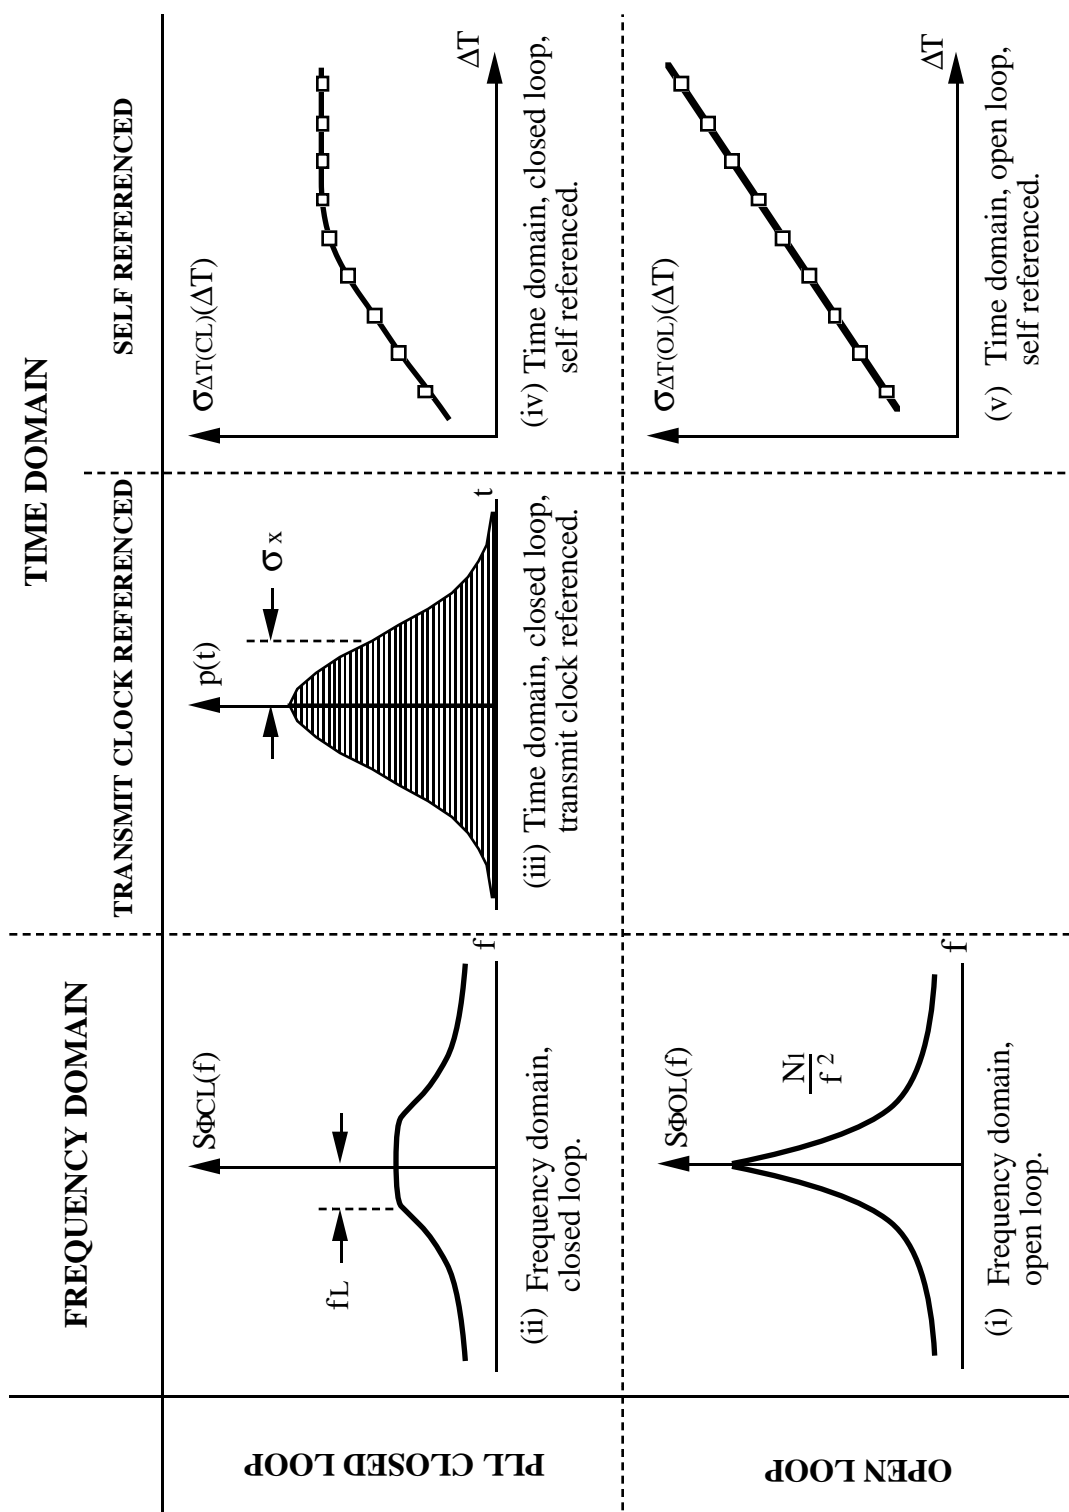 FREQUENCY DOMAIN
TIME DOMAIN
TRANSMIT CLOCK REFERENCED
SELF REFERENCED
PLL CLOSED LOOP
SΦCL(f)
fL
f
(ii) Frequency domain,
closed loop.
p(t)
σx
t
(iii) Time domain, closed loop,
transmit clock referenced.
σΔT(CL)(ΔT)
ΔT
(iv) Time domain, closed loop,
self referenced.
OPEN LOOP
SΦOL(f)
N1
f 2
f
(i) Frequency domain,
open loop.
σΔT(OL)(ΔT)
ΔT
(v) Time domain, open loop,
self referenced.